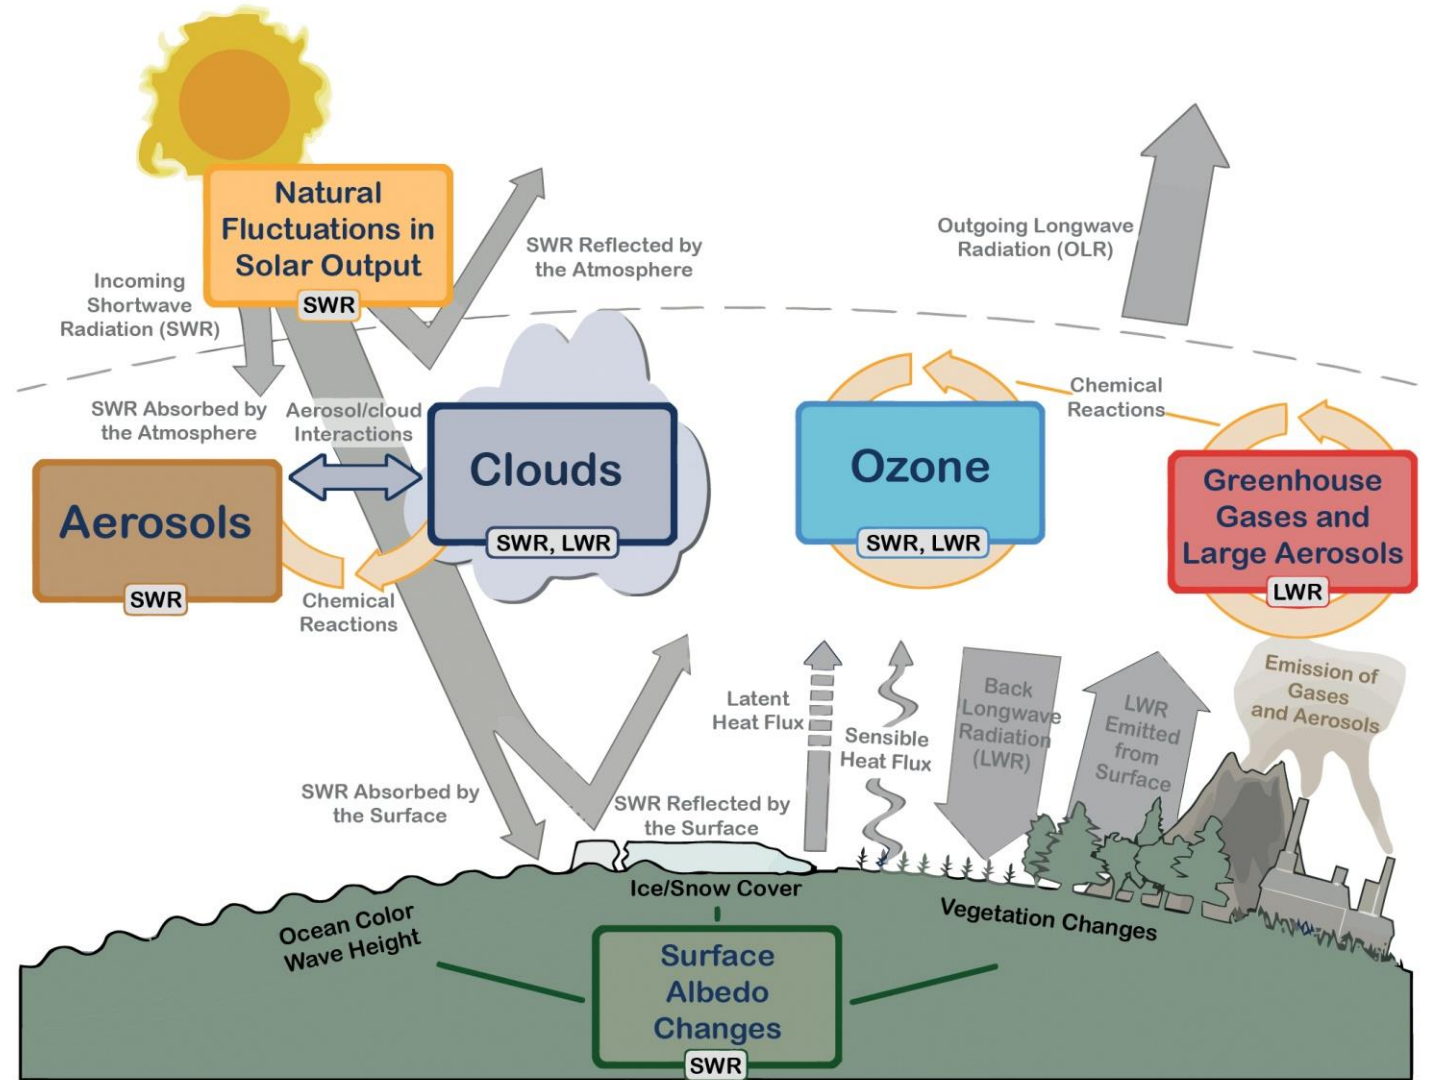 Natural
Fluctuations in
Solar Output
SWR
Incoming
Shortwave
Radiation (SWR)
SWR Reflected by
the Atmosphere
Outgoing Longwave
Radiation (OLR)
SWR Absorbed by
the Atmosphere
Aerosol/cloud
Interactions
Chemical
Reactions
Aerosols
SWR
Clouds
SWR, LWR
Ozone
SWR, LWR
Greenhouse
Gases and
Large Aerosols
LWR
Chemical
Reactions
Latent
Heat Flux
Sensible
Heat Flux
Back
Longwave
Radiation
(LWR)
LWR
Emitted
from
Surface
Emission of
Gases
and Aerosols
SWR Absorbed by
the Surface
SWR Reflected by
the Surface
Ocean Color
Wave Height
Ice/Snow Cover
Vegetation Changes
Surface
Albedo
Changes
SWR